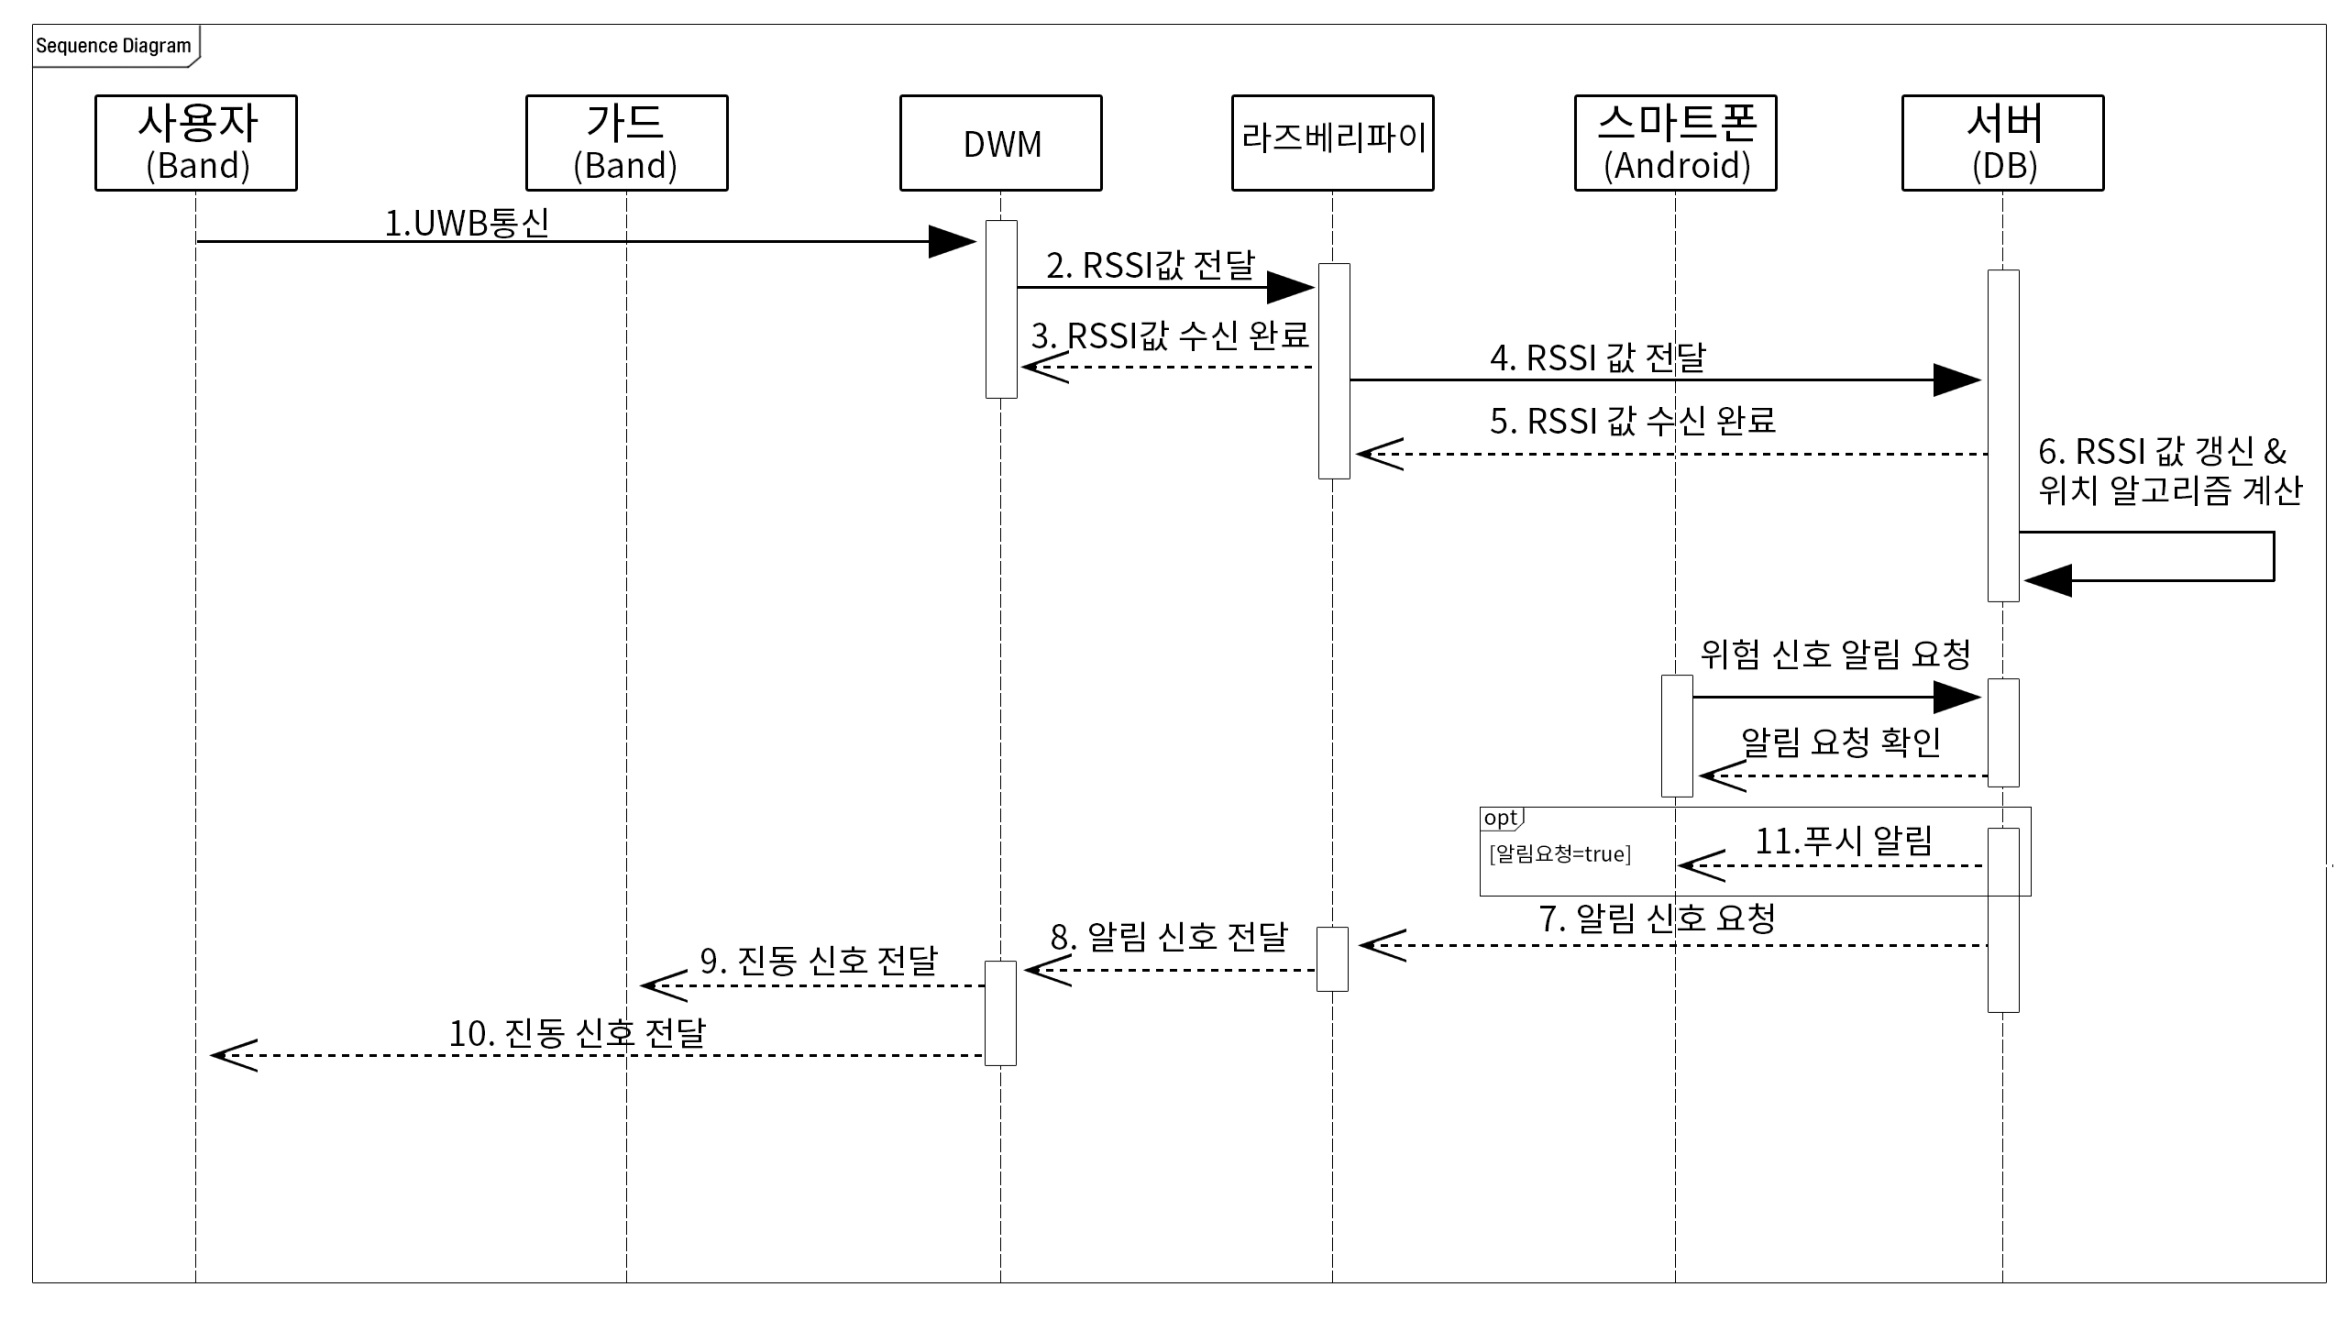 Sequence Diagram
사용자
(Band)
가드
(Band)
DWM
라즈베리파이
스마트폰
(Android)
서버
(DB)
1.UWB통신
2. RSSI값 전달
3. RSSI값 수신 완료
4. RSSI 값 전달
5. RSSI 값 수신 완료
6. RSSI 값 갱신 &
위치 알고리즘 계산
위험 신호 알림 요청
알림 요청 확인
opt
[알림요청=true]
11.푸시 알림
7. 알림 신호 요청
8. 알림 신호 전달
9. 진동 신호 전달
10. 진동 신호 전달